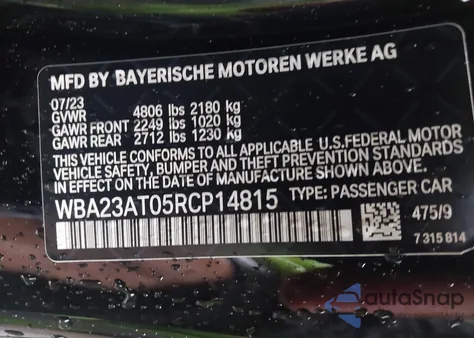 MFD BY BAYERISCHE MOTOREN WERKE AG
07/23
GVWR 4806 lbs 2180 kg
GAWR FRONT 2249 lbs 1020 kg
GAWR REAR 2712 lbs 1230 kg
THIS VEHICLE CONFORMS TO ALL APPLICABLE U.S.FEDERAL MOTOR
VEHICLE SAFETY, BUMPER AND THEFT PREVENTION STANDARDS
IN EFFECT ON THE DATE OF MANUFACTURE SHOWN ABOVE.
WBA23AT05RCP14815 TYPE: PASSENGER CAR
475/9
7 315 814
autoSnap